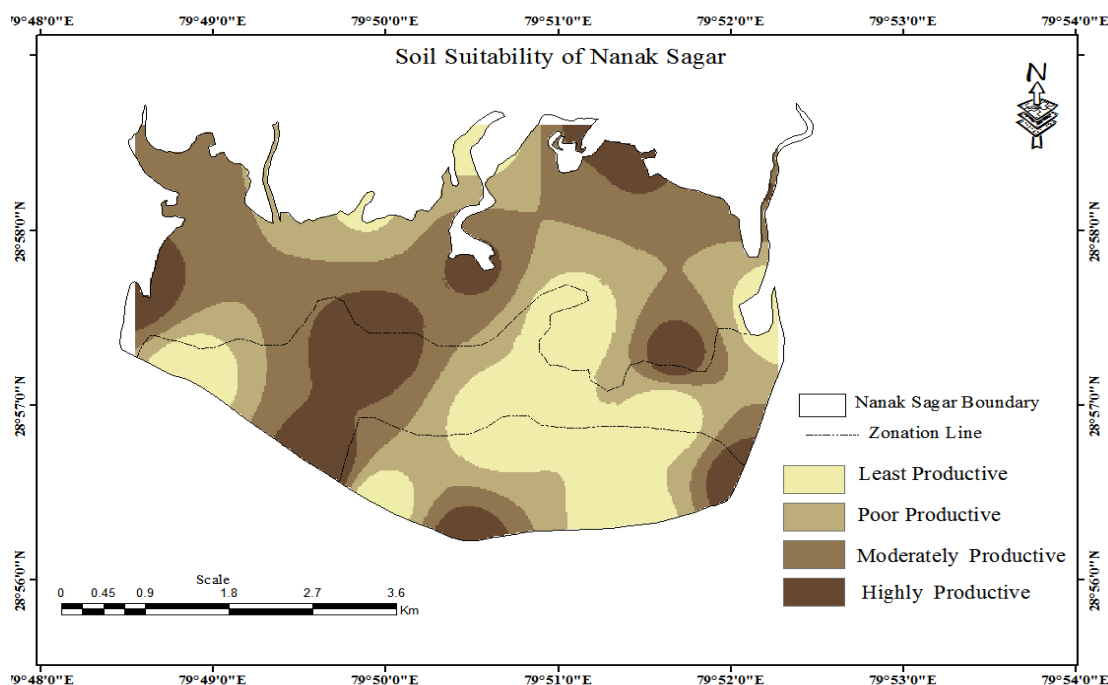 79°48'0"E 79°49'0"E 79°50'0"E 79°51'0"E 79°52'0"E 79°53'0"E 79°54'0"E
Soil Suitability of Nanak Sagar
N
28°58'0"N 28°58'0"N
28°57'0"N 28°57'0"N
Nanak Sagar Boundary
Zonation Line
Least Productive
Poor Productive
Moderately Productive
28°56'0"N 28°56'0"N
Highly Productive
Scale
0 0.45 0.9 1.8 2.7 3.6
Km
79°48'0"E 79°49'0"E 79°50'0"E 79°51'0"E 79°52'0"E 79°53'0"E 79°54'0"E